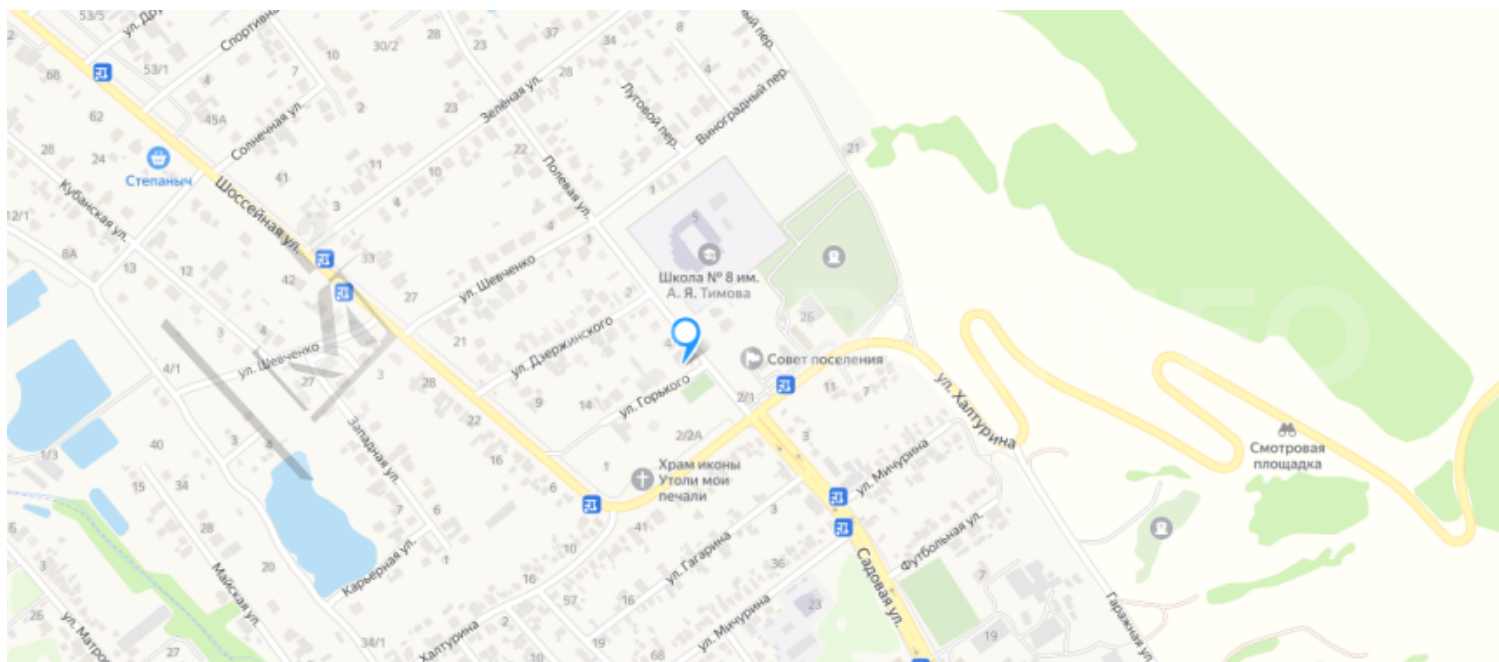 53/5
ул. Дру
Спортивная
10
30/2
28
23
37
34
8
ный пер.
68
53/1
4
7
2
28
4
62
45А
23
Зелёная ул.
Луговой пер.
Виноградный пер.
28
24
Степаныч
Солнечная ул.
11
10
22
21
41
Шоссейная ул.
Кубанская ул.
3
4
Полевая ул.
7
5
12/1
8А
13
12
42
33
4
1
Школа № 8 им.
А. Я. Тимова
27
ул. Шевченко
2
2Б
3
4
21
ул. Дзержинского
4
Совет поселения
4/1
ул. Шевченко
27
3
28
9
14
ул. Горького
2/1
11
7
ул. Халтурина
40
3
4
Западная ул.
22
2/2А
3
Смотровая
площадка
1/3
15
34
16
1
Храм иконы
Утоли мои
печали
ул. Мичурина
6
7
6
3
28
41
Футбольная ул.
Карьерная ул.
1
10
ул. Гагарина
36
Садовая ул.
20
Майская ул.
16
57
16
7
Гаражная ул.
26
ул. Матрос
27
34/1
Халтурина
2
19
68
ул. Мичурина
23
19